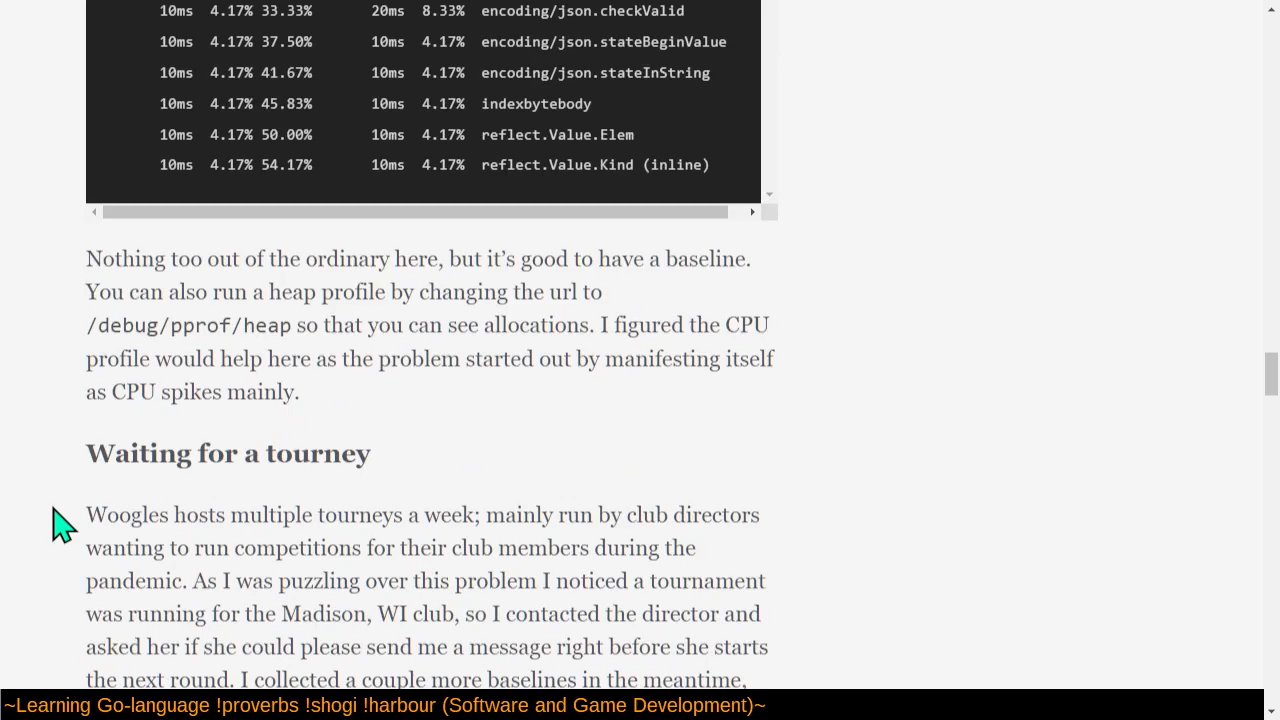 10ms 4.17% 33.33% 20ms 8.33% encoding/json.checkValid
10ms 4.17% 37.50% 10ms 4.17% encoding/json.stateBeginValue
10ms 4.17% 41.67% 10ms 4.17% encoding/json.stateInString
10ms 4.17% 45.83% 10ms 4.17% indexbytebody
10ms 4.17% 50.00% 10ms 4.17% reflect.Value.Elem
10ms 4.17% 54.17% 10ms 4.17% reflect.Value.Kind (inline)
Nothing too out of the ordinary here, but it’s good to have a baseline.
You can also run a heap profile by changing the url to
/debug/pprof/heap so that you can see allocations. I figured the CPU
profile would help here as the problem started out by manifesting itself
as CPU spikes mainly.
Waiting for a tourney
Woogles hosts multiple tourneys a week; mainly run by club directors
wanting to run competitions for their club members during the
pandemic. As I was puzzling over this problem I noticed a tournament
was running for the Madison, WI club, so I contacted the director and
asked her if she could please send me a message right before she starts
the next round. I collected a couple more baselines in the meantime,
~Learning Go-language !proverbs !shogi !harbour (Software and Game Development)~